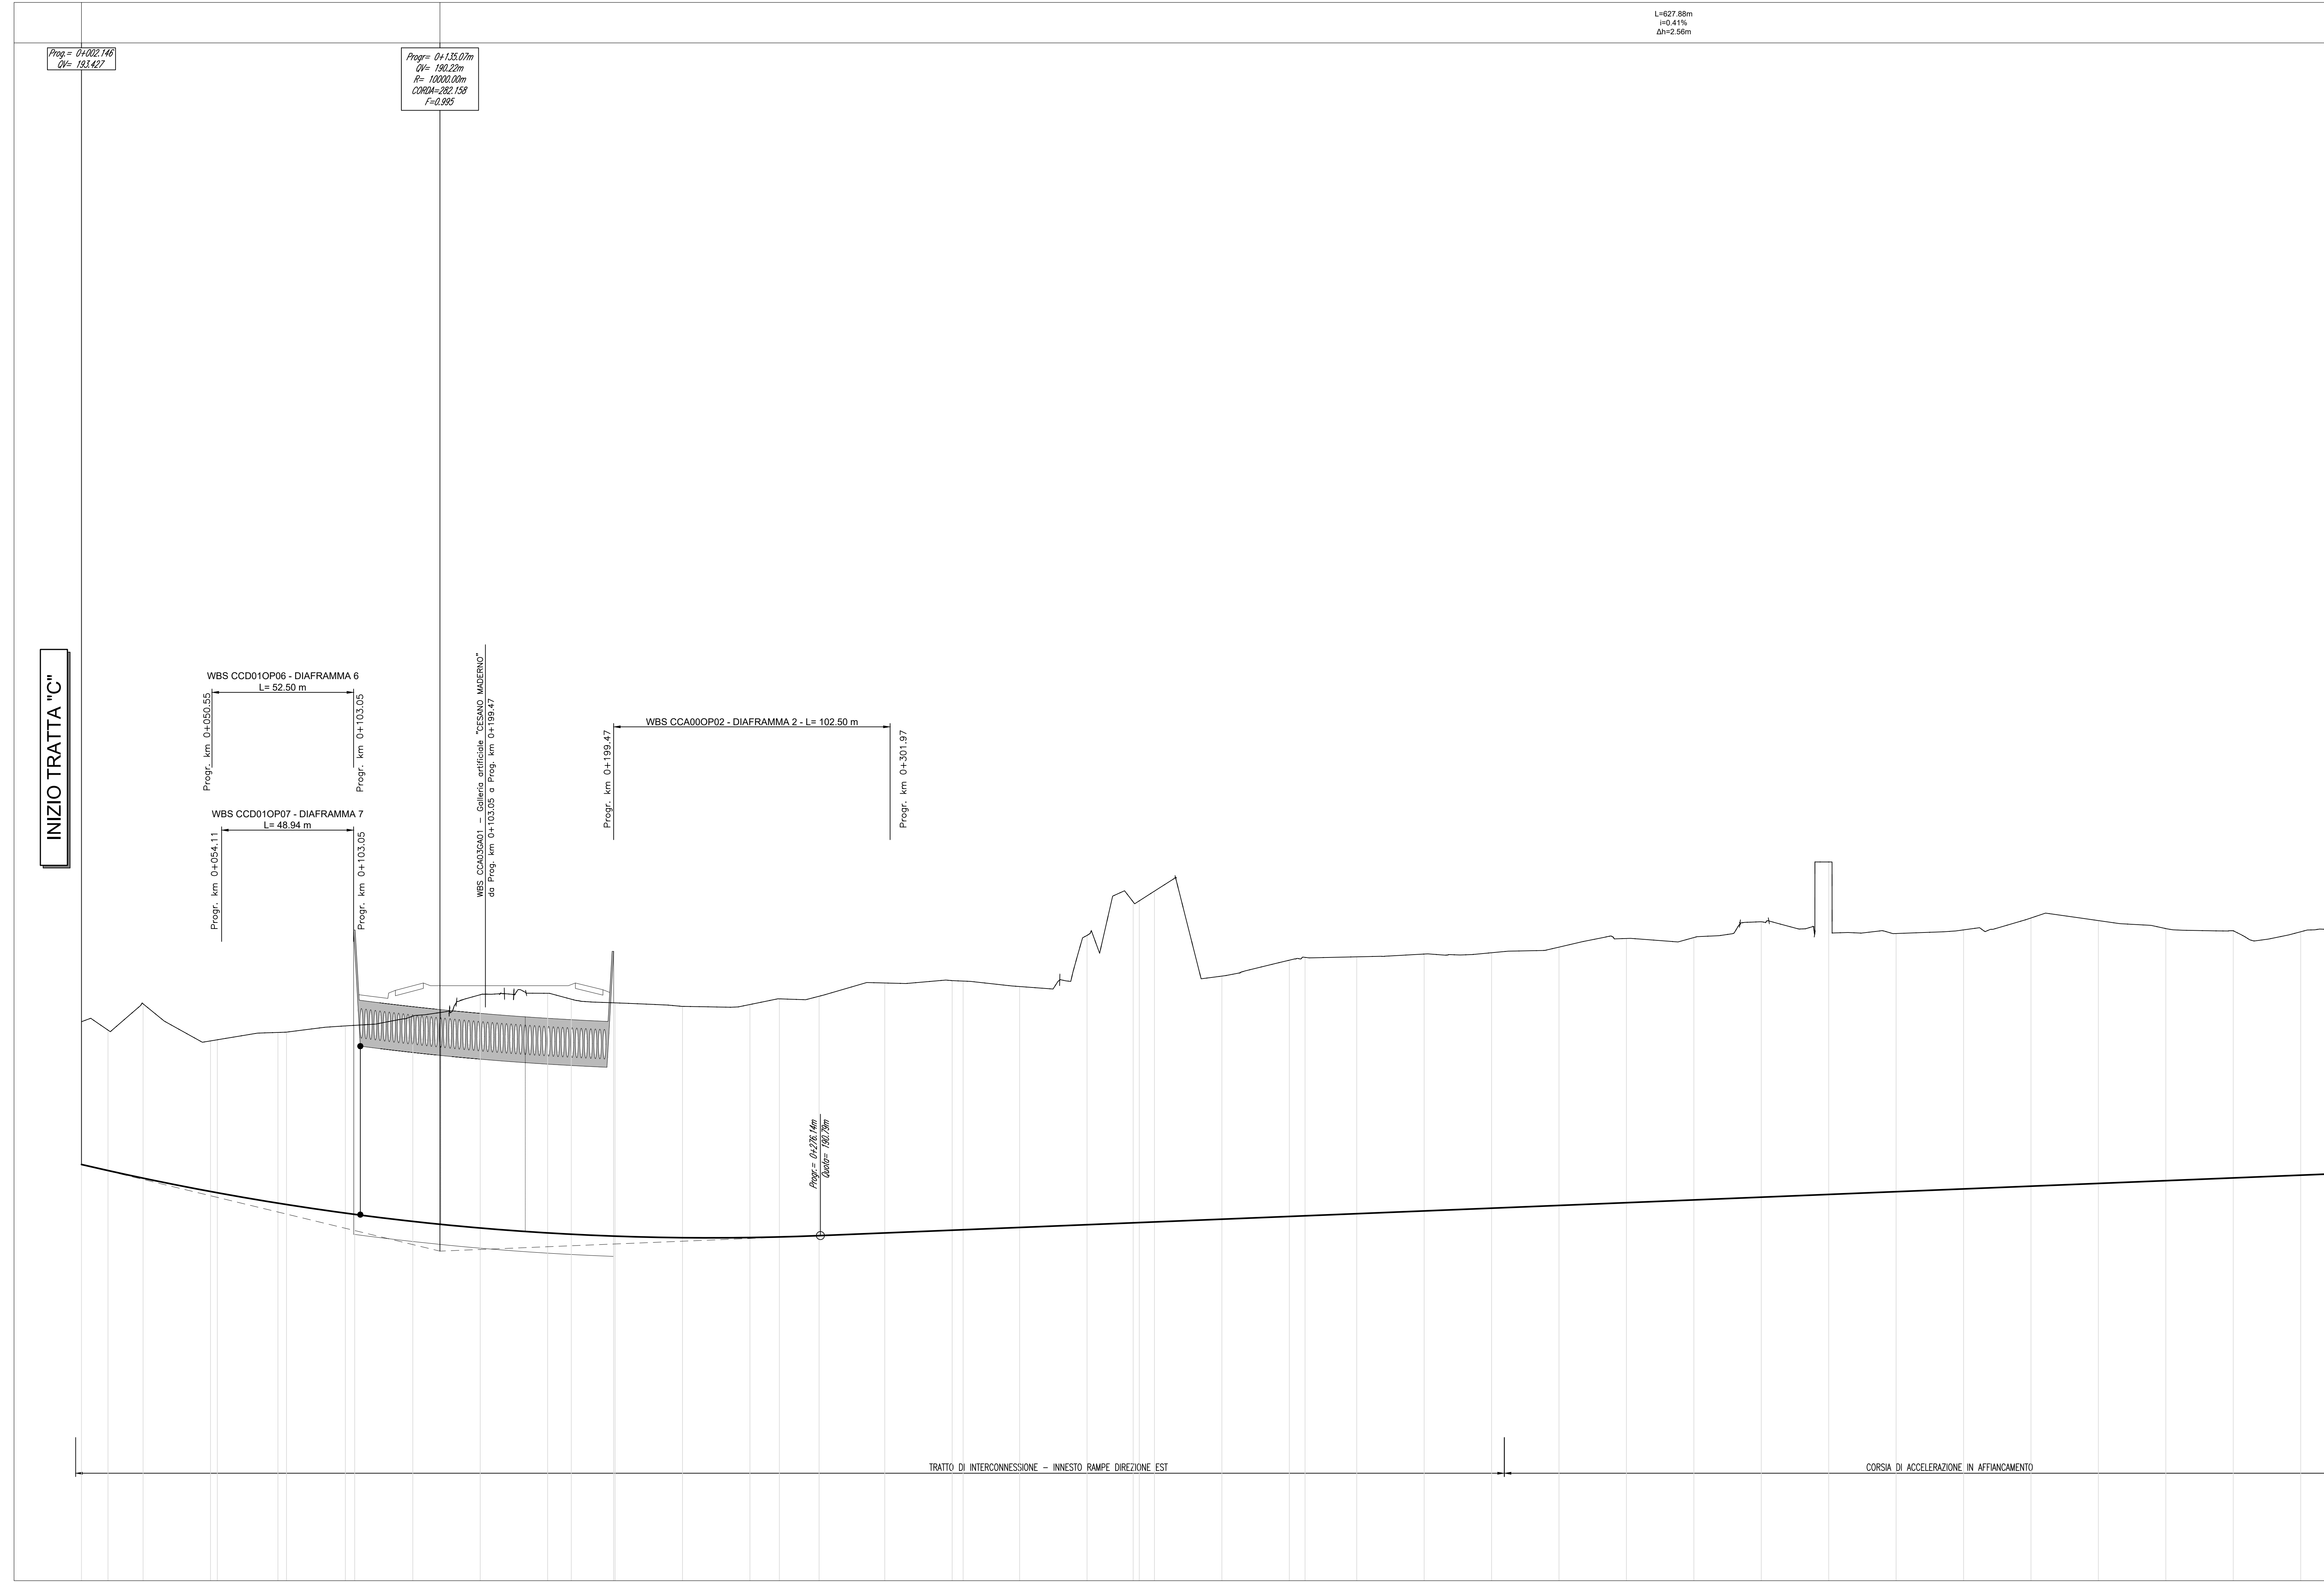 L=627.88m
i=0.41%
Δh=2.56m
Prog.= 0+002.146
QV= 193.427
Progr= 0+135.07m
QV= 190.22m
R= 10000.00m
CORDA=282.158
F=0.995
INIZIO TRATTA "C"
WBS CCD01OP06 - DIAFRAMMA 6
L= 52.50 m
Progr. km 0+050.55
Progr. km 0+103.05
WBS CCD01OP07 - DIAFRAMMA 7
L= 48.94 m
Progr. km 0+054.11
Progr. km 0+103.05
WBS CCA03GA01 – Galleria artificiale "CESANO MADERNO"
da Prog. km 0+103.05 a Prog. km 0+199.47
WBS CCA00OP02 - DIAFRAMMA 2 - L= 102.50 m
Progr. km 0+199.47
Progr. km 0+301.97
Progr.= 0+276.14m
Quota= 190.79m
TRATTO DI INTERCONNESSIONE – INNESTO RAMPE DIREZIONE EST
CORSIA DI ACCELERAZIONE IN AFFIANCAMENTO